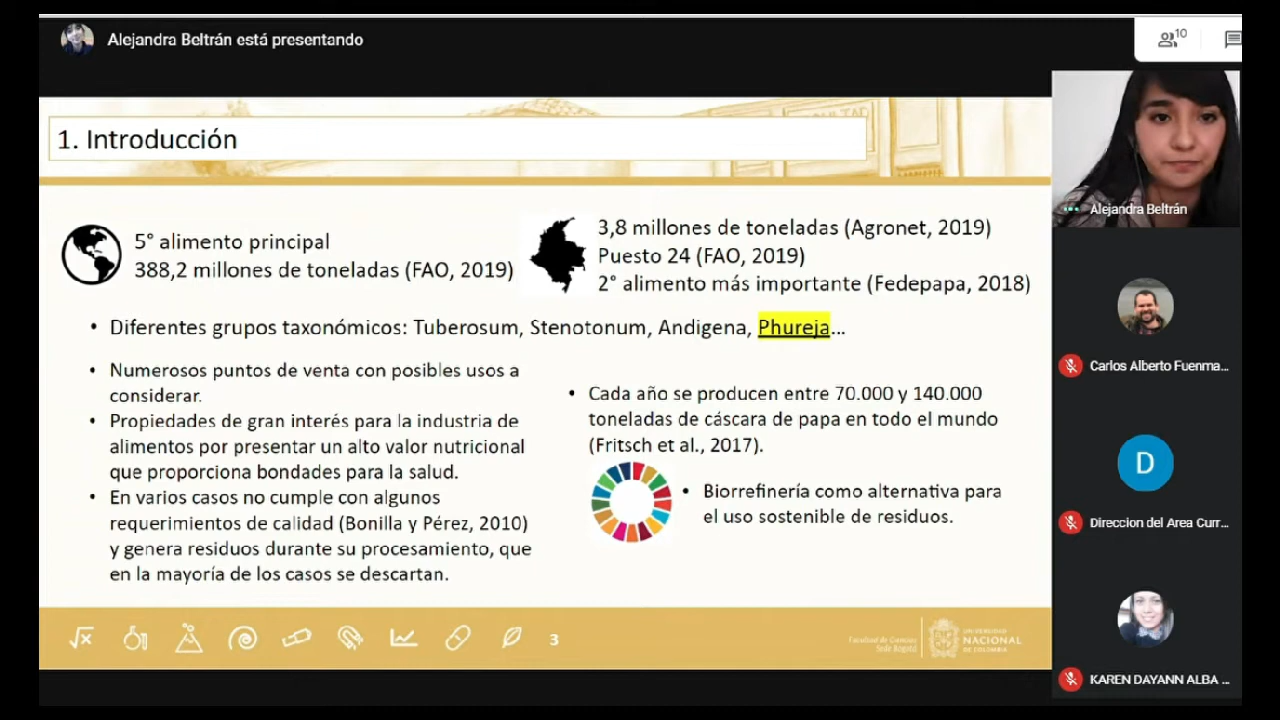 Alejandra Beltrán está presentando
10
1. Introducción
5° alimento principal
388,2 millones de toneladas (FAO, 2019)
3,8 millones de toneladas (Agronet, 2019)
Puesto 24 (FAO, 2019)
2° alimento más importante (Fedepapa, 2018)
• Diferentes grupos taxonómicos: Tuberosum, Stenotonum, Andigena, Phureja...
• Numerosos puntos de venta con posibles usos a
considerar.
• Propiedades de gran interés para la industria de
alimentos por presentar un alto valor nutricional
que proporciona bondades para la salud.
• En varios casos no cumple con algunos
requerimientos de calidad (Bonilla y Pérez, 2010)
y genera residuos durante su procesamiento, que
en la mayoría de los casos se descartan.
• Cada año se producen entre 70.000 y 140.000
toneladas de cáscara de papa en todo el mundo
(Fritsch et al., 2017).
• Biorrefinería como alternativa para
el uso sostenible de residuos.
√x
3
Facultad de Ciencias
Sede Bogotá
UNIVERSIDAD
NACIONAL
DE COLOMBIA
Alejandra Beltrán
Carlos Alberto Fuenma...
D
Direccion del Area Curr...
KAREN DAYANN ALBA ...